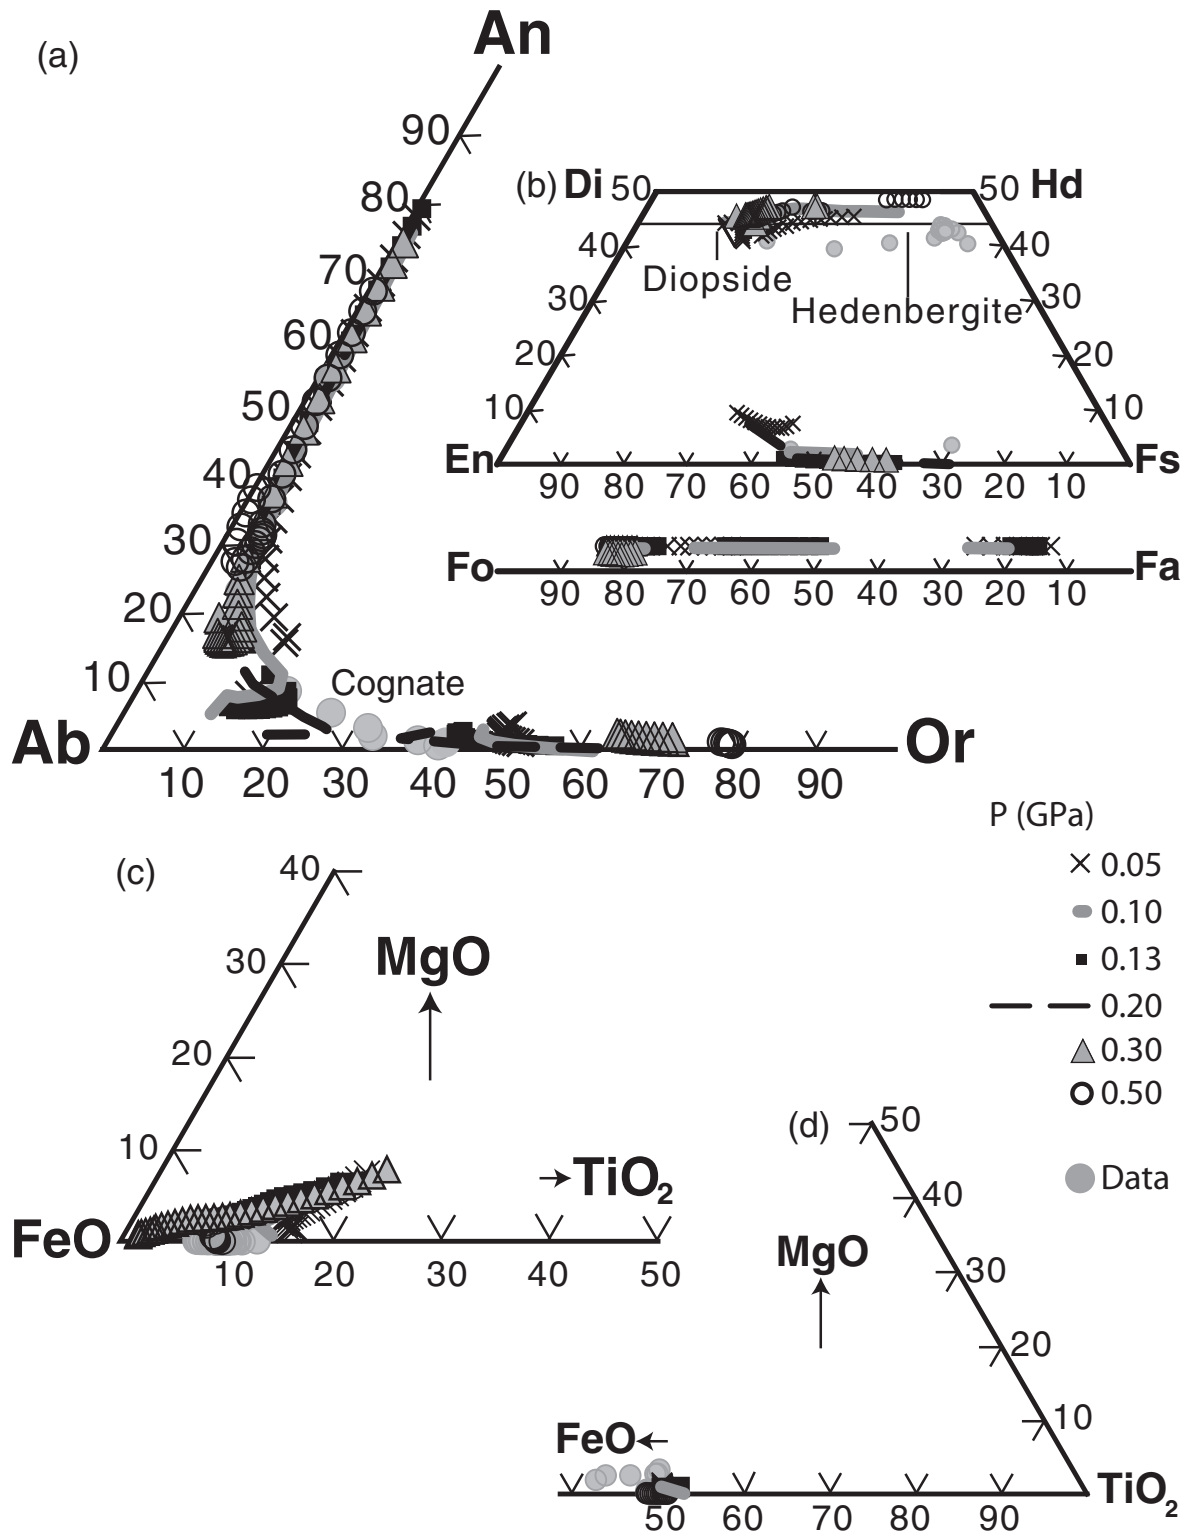 (a)
An
90
80
70
60
50
40
30
20
10
Ab
Or
10 20 30 40 50 60 70 80 90
Cognate
(b) Di 50
50 Hd
40
40
Diopside
Hedenbergite
30
30
20
20
10
10
En
Fs
90 80 70 60 50 40 30 20 10
Fo
Fa
90 80 70 60 50 40 30 20 10
P (GPa)
0.05
0.10
0.13
0.20
0.30
0.50
Data
(c)
40
30
20
10
MgO
TiO₂
FeO
10 20 30 40 50
(d)
50
40
30
20
10
MgO
FeO
TiO₂
50 60 70 80 90